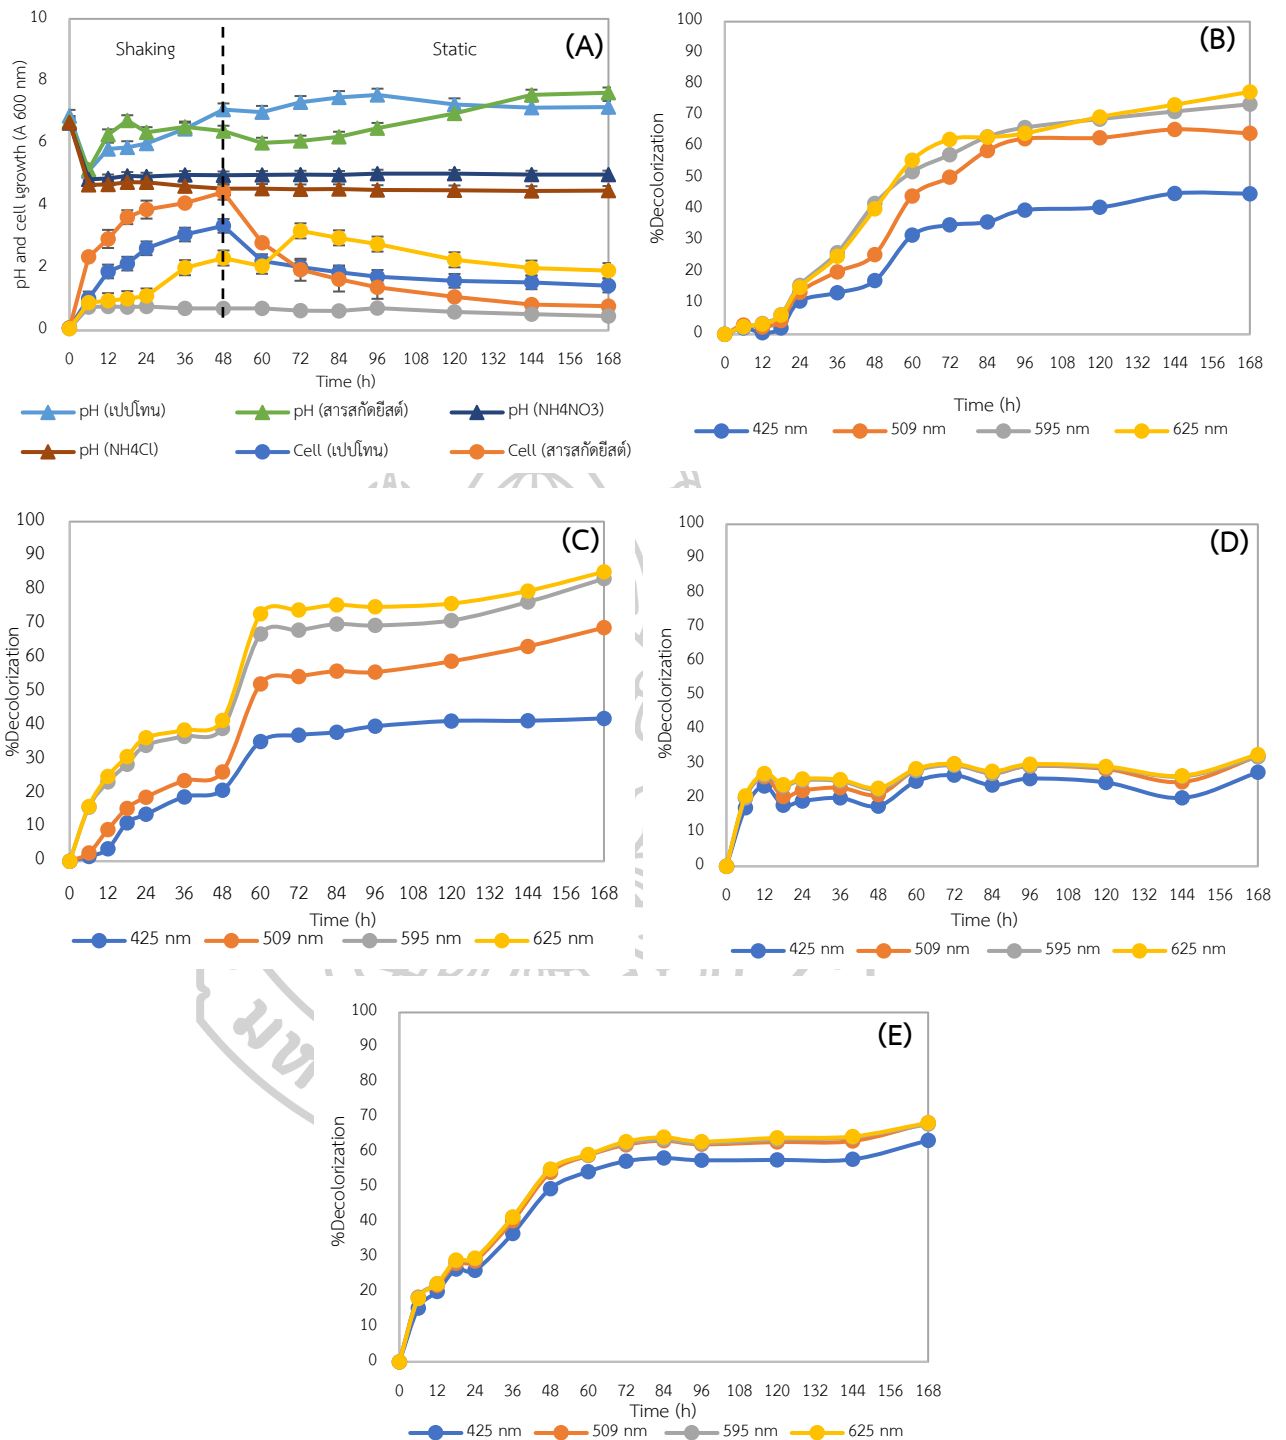 (A)
Shaking
Static
pH and cell growth (A 600 nm)
10
8
6
4
2
0
0 12 24 36 48 60 72 84 96 108 120 132 144 156 168
Time (h)
pH (เปปโทน) pH (สารสกัดยีสต์) pH (NH4NO3)
pH (NH4Cl) Cell (เปปโทน) Cell (สารสกัดยีสต์)
(B)
%Decolorization
100
90
80
70
60
50
40
30
20
10
0
0 12 24 36 48 60 72 84 96 108 120 132 144 156 168
Time (h)
425 nm 509 nm 595 nm 625 nm
(C)
%Decolorization
100
90
80
70
60
50
40
30
20
10
0
0 12 24 36 48 60 72 84 96 108 120 132 144 156 168
Time (h)
425 nm 509 nm 595 nm 625 nm
(D)
%Decolorization
100
90
80
70
60
50
40
30
20
10
0
0 12 24 36 48 60 72 84 96 108 120 132 144 156 168
Time (h)
425 nm 509 nm 595 nm 625 nm
(E)
%Decolorization
100
90
80
70
60
50
40
30
20
10
0
0 12 24 36 48 60 72 84 96 108 120 132 144 156 168
Time (h)
425 nm 509 nm 595 nm 625 nm